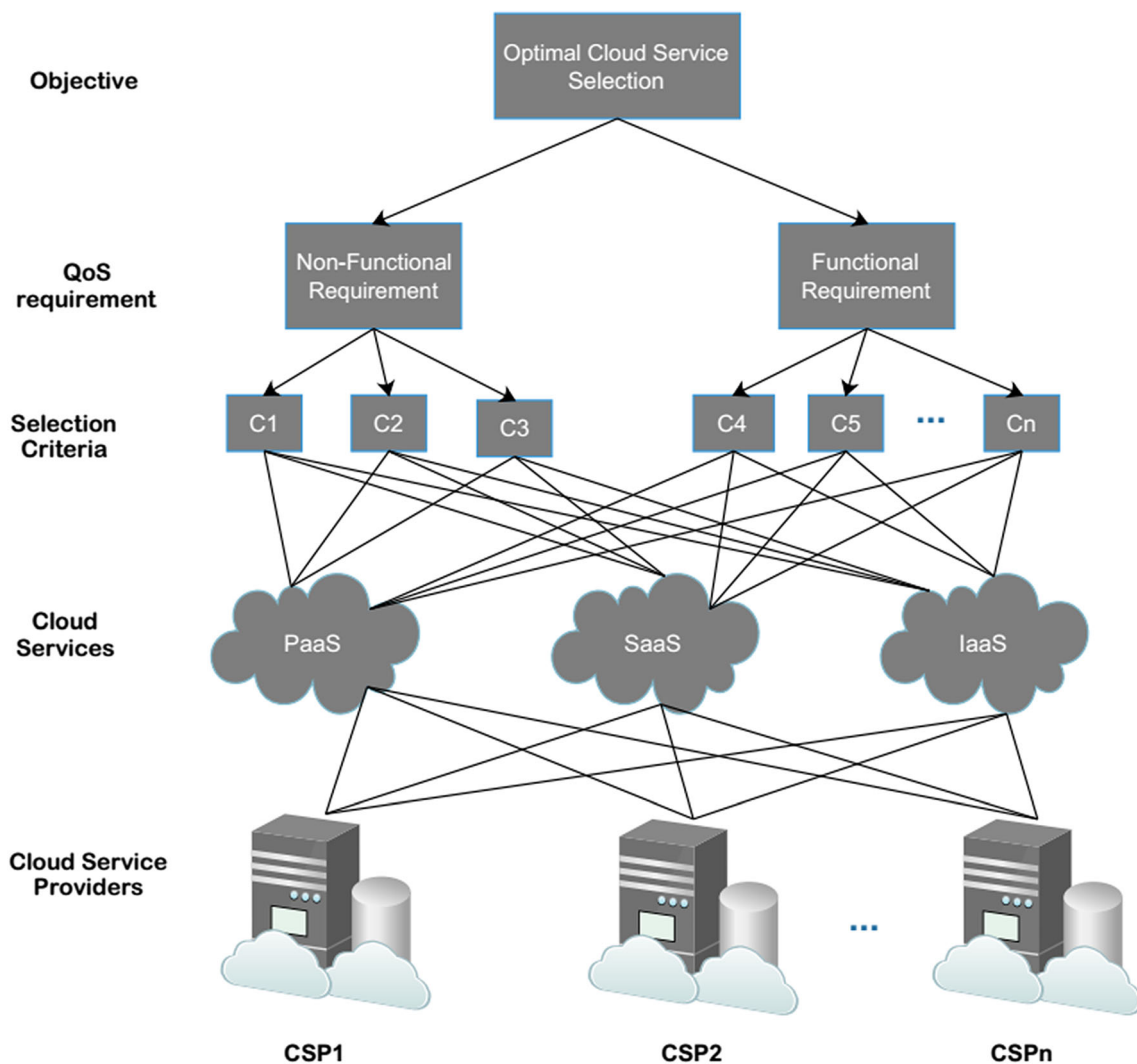 Objective
Optimal Cloud Service
Selection
QoS
requirement
Non-Functional
Requirement
Functional
Requirement
Selection
Criteria
C1
C2
C3
C4
C5
...
Cn
Cloud
Services
PaaS
SaaS
IaaS
Cloud Service
Providers
...
CSP1
CSP2
CSPn